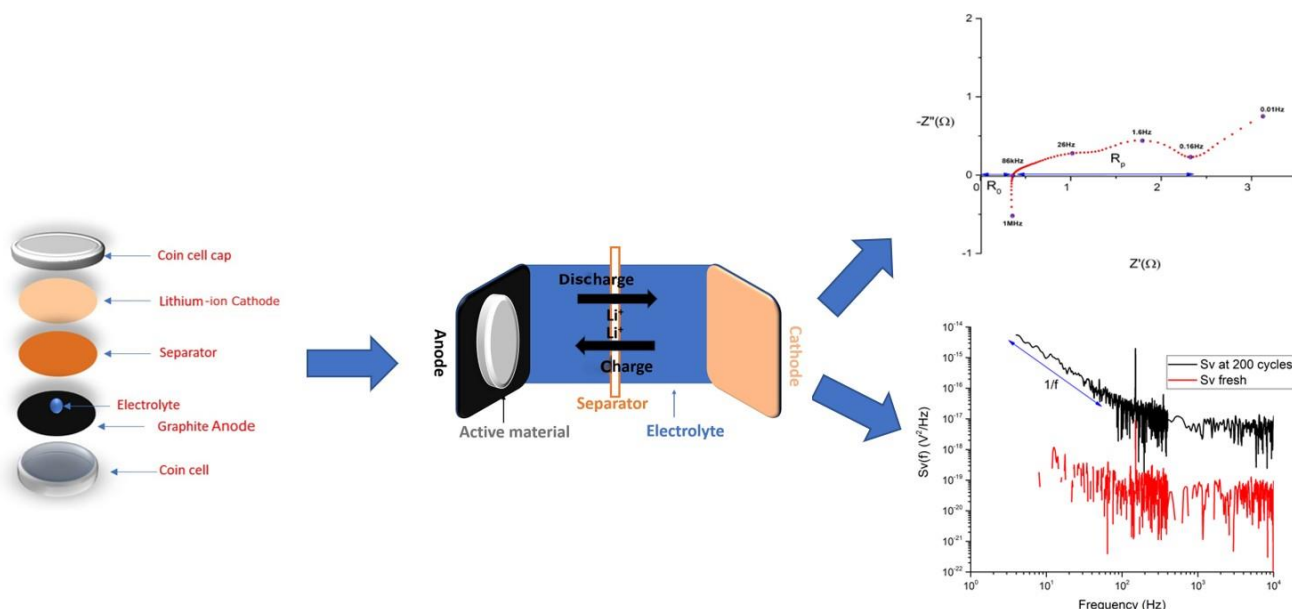 Coin cell cap
Lithium-ion Cathode
Separator
Electrolyte
Graphite Anode
Coin cell
Anode
Discharge
Li⁺
Li⁺
Charge
Separator
Active material
Electrolyte
Cathode
2
1
0
-1
-Z''(Ω)
86kHz
26Hz
1.6Hz
0.16Hz
0.01Hz
1MHz
R₀
Rₚ
0
1
2
3
Z'(Ω)
10⁻¹⁴
10⁻¹⁵
10⁻¹⁶
10⁻¹⁷
10⁻¹⁸
10⁻¹⁹
10⁻²⁰
10⁻²¹
10⁻²²
Sv(f) (V²/Hz)
Sv at 200 cycles
Sv fresh
1/f
10⁰
10¹
10²
10³
10⁴
Frequency (Hz)